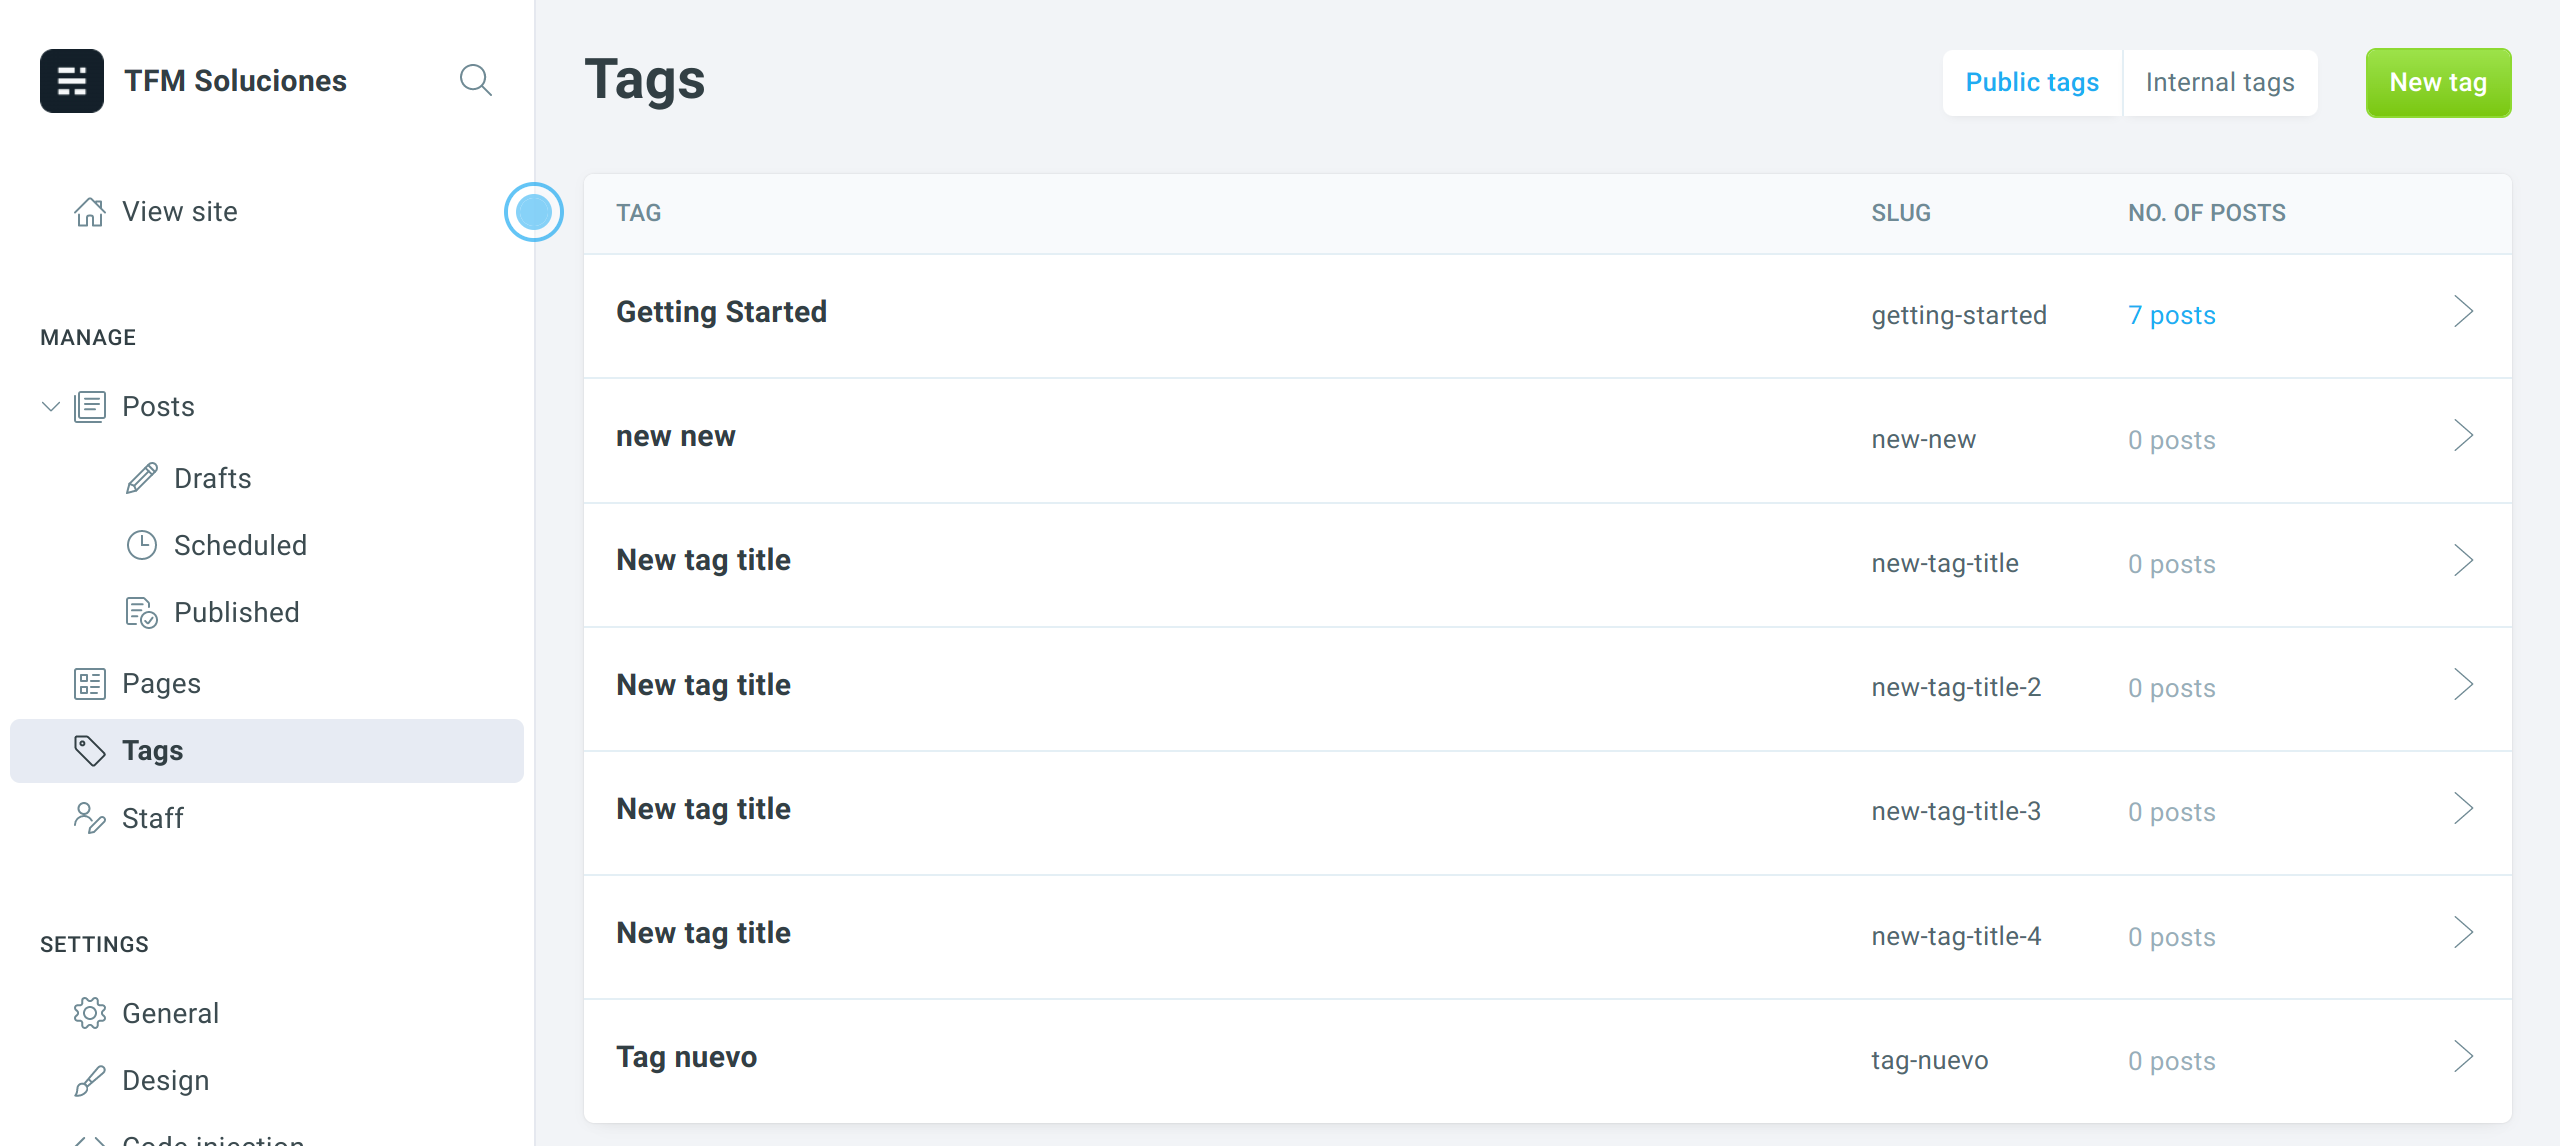 TFM Soluciones
View site
MANAGE
Posts
Drafts
Scheduled
Published
Pages
Tags
Staff
SETTINGS
General
Design
Code injection
Tags
Public tags
Internal tags
New tag
TAG SLUG NO. OF POSTS
Getting Started getting-started 7 posts
new new new-new 0 posts
New tag title new-tag-title 0 posts
New tag title new-tag-title-2 0 posts
New tag title new-tag-title-3 0 posts
New tag title new-tag-title-4 0 posts
Tag nuevo tag-nuevo 0 posts